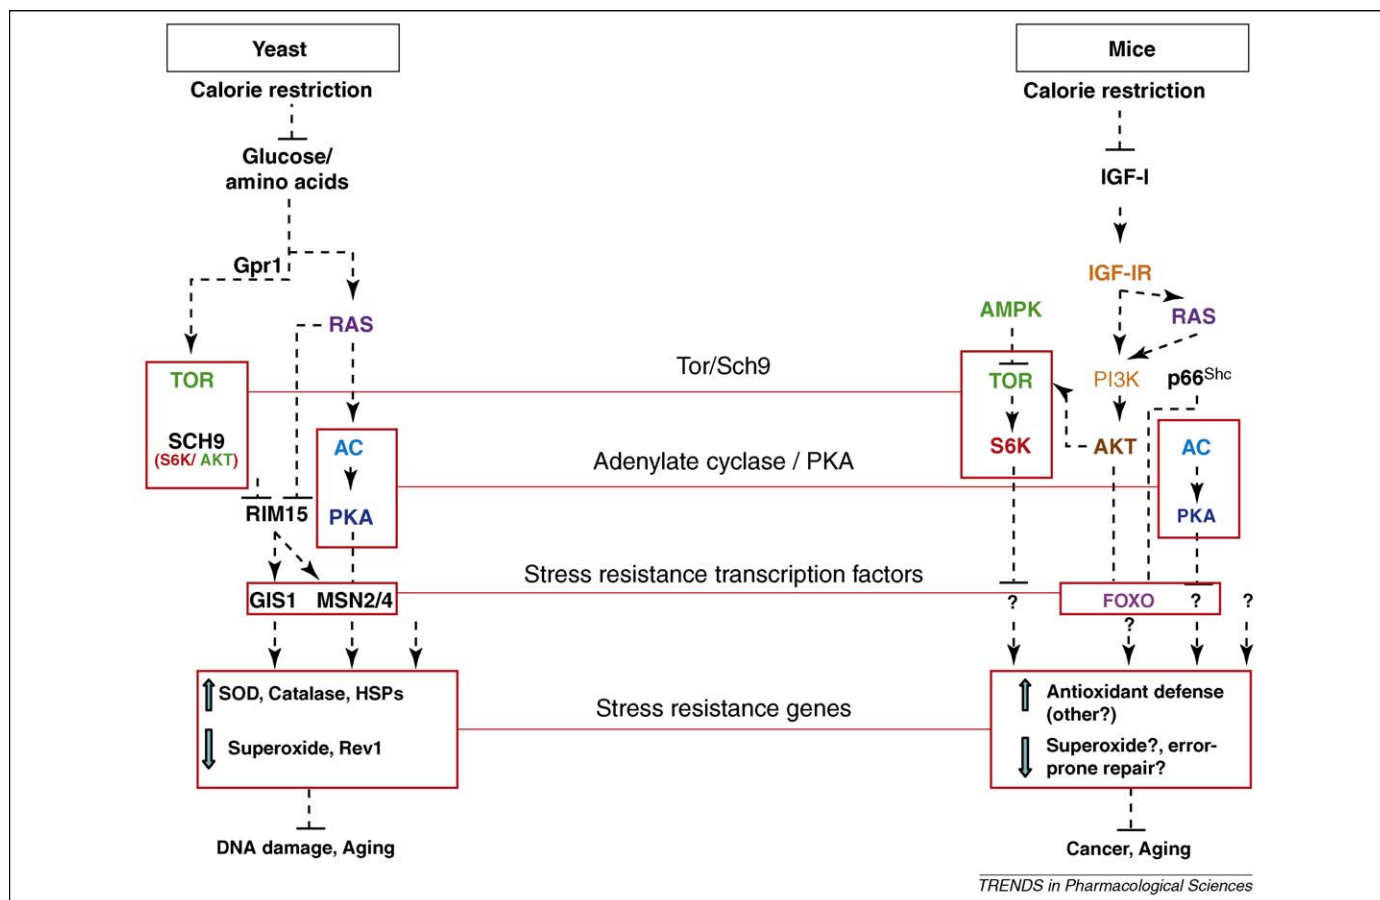 Yeast
Calorie restriction
Glucose/
amino acids
Gpr1
RAS
TOR
SCH9
(S6K/ AKT)
AC
PKA
RIM15
GIS1 MSN2/4
SOD, Catalase, HSPs
Superoxide, Rev1
DNA damage, Aging
Tor/Sch9
Adenylate cyclase / PKA
Stress resistance transcription factors
Stress resistance genes
Mice
Calorie restriction
IGF-I
IGF-IR
RAS
AMPK
TOR
S6K
PI3K
p66Shc
AKT
AC
PKA
? FOXO ? ?
?
Antioxidant defense
(other?)
Superoxide?, error-
prone repair?
Cancer, Aging
TRENDS in Pharmacological Sciences